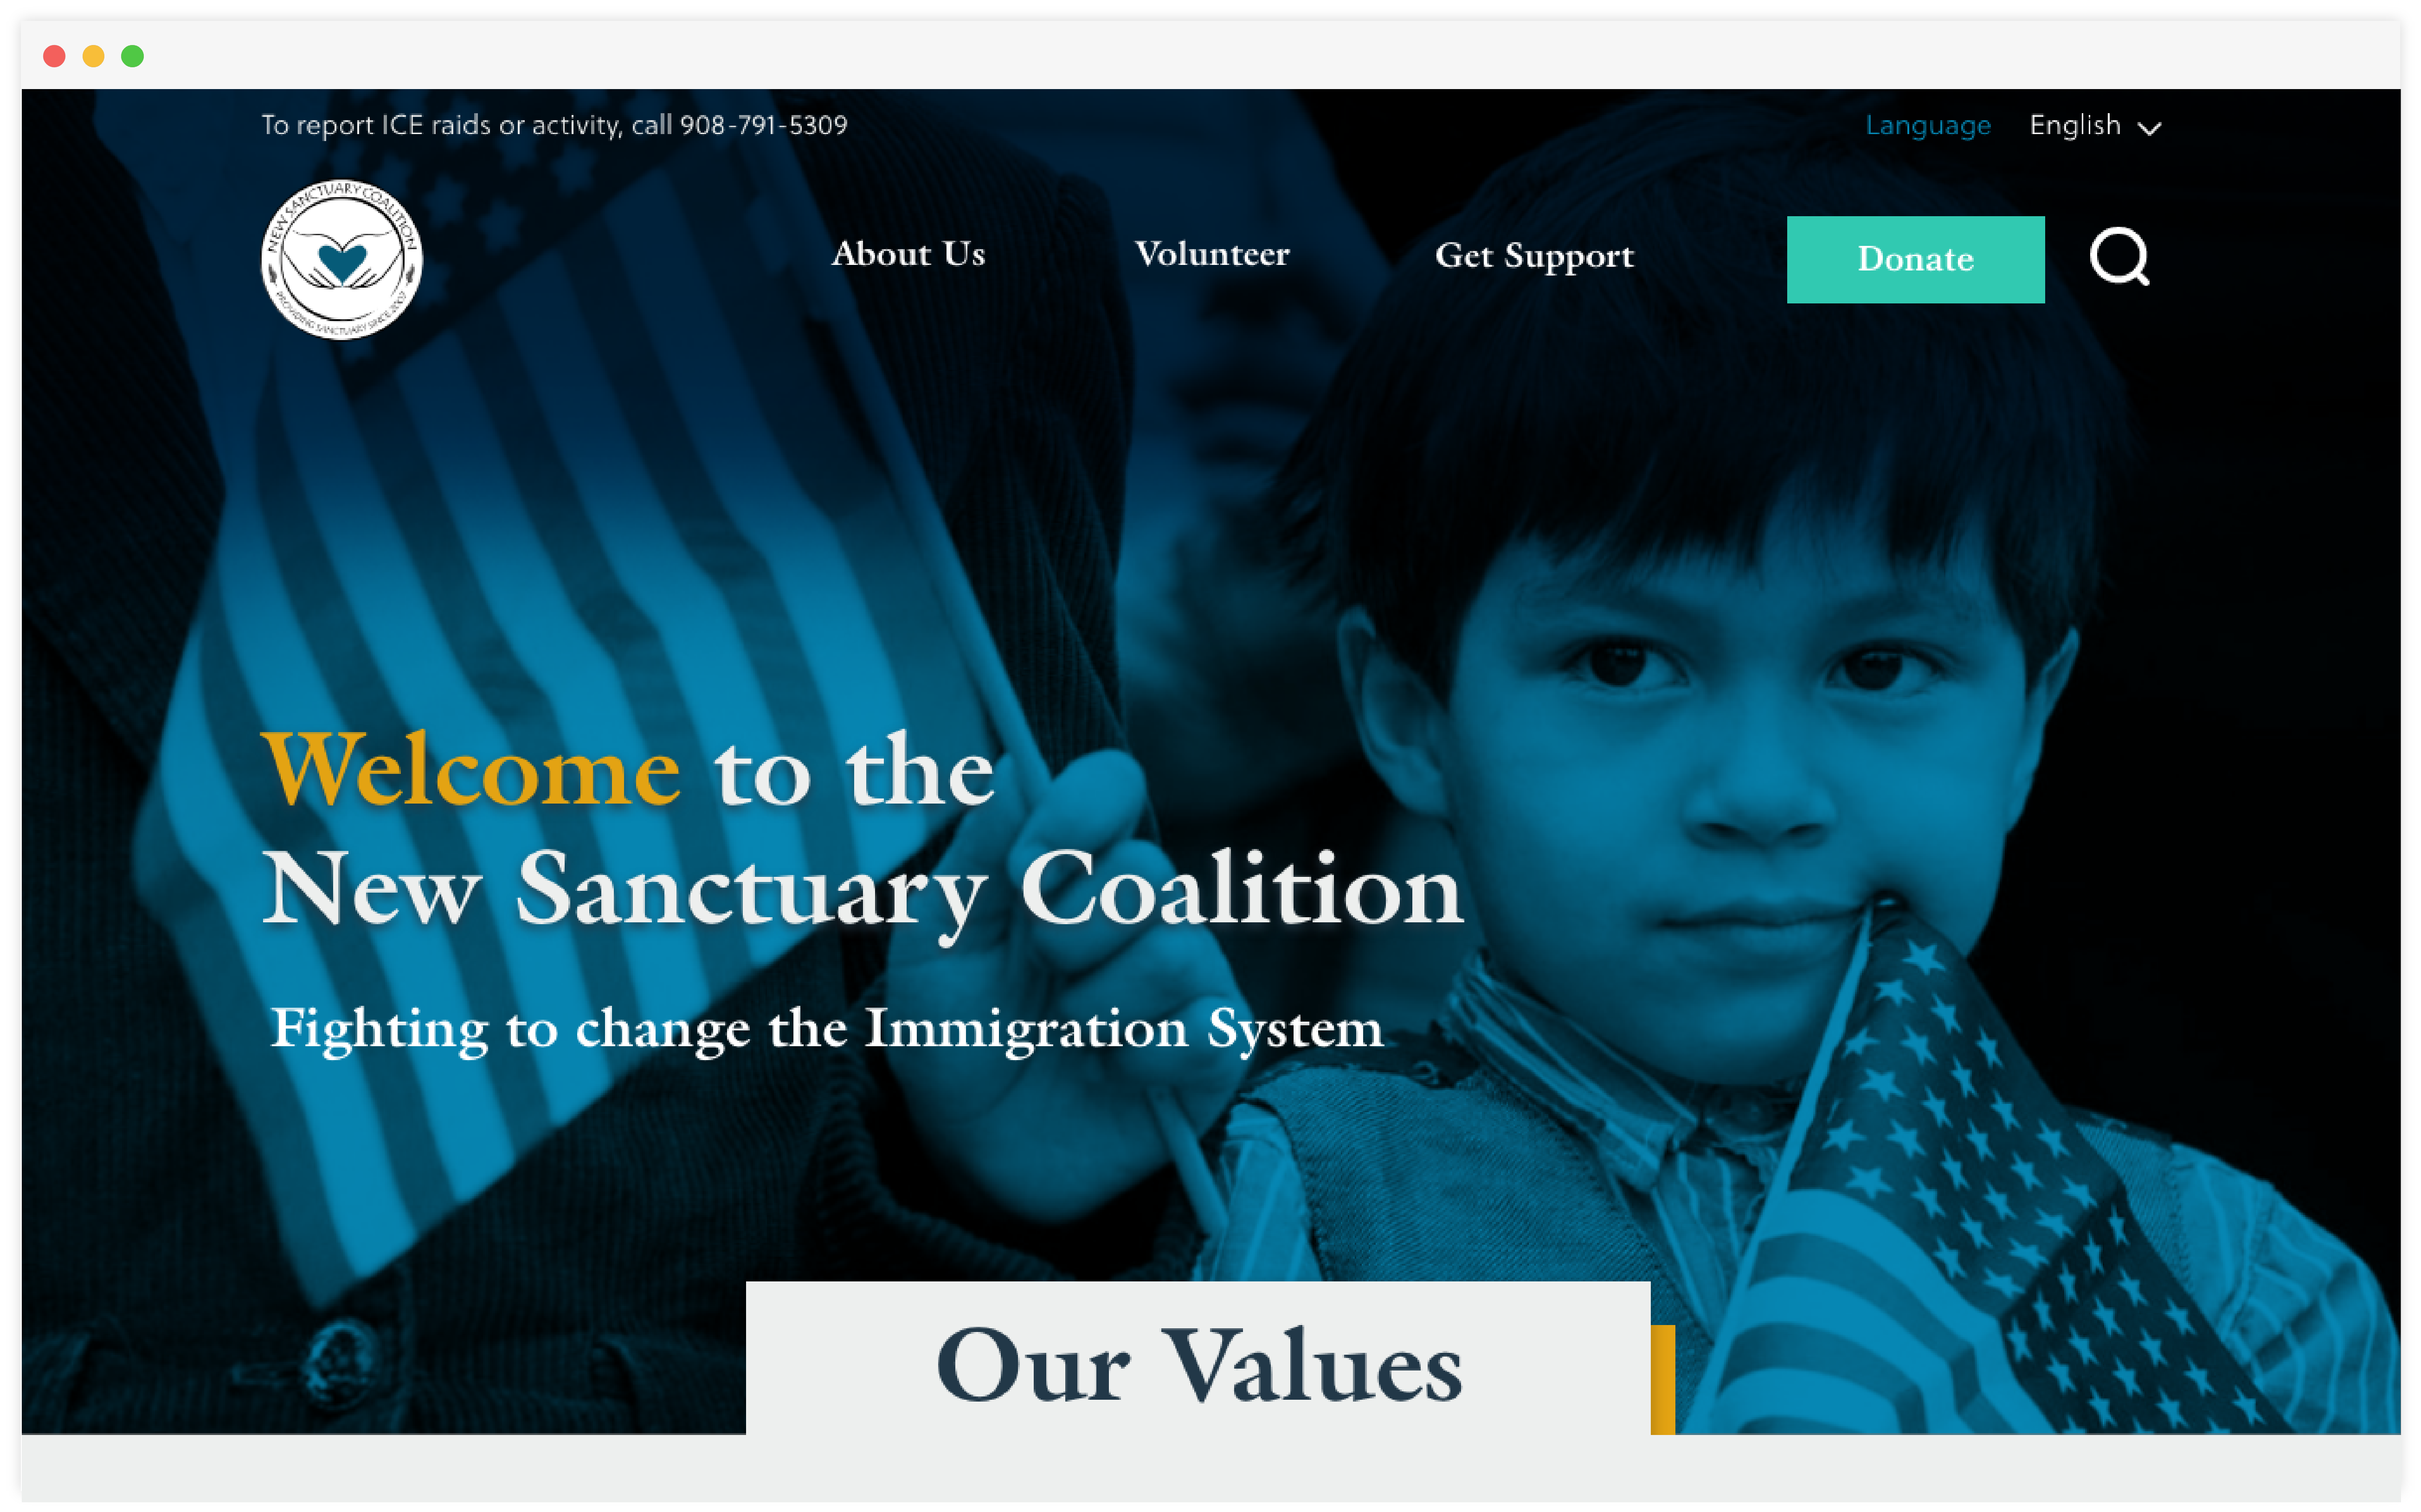 To report ICE raids or activity, call 908-791-5309
Language English
NEW SANCTUARY COALITION
PROVIDING SANCTUARY SINCE 2007
About Us
Volunteer
Get Support
Donate
Welcome to the
New Sanctuary Coalition
Fighting to change the Immigration System
Our Values